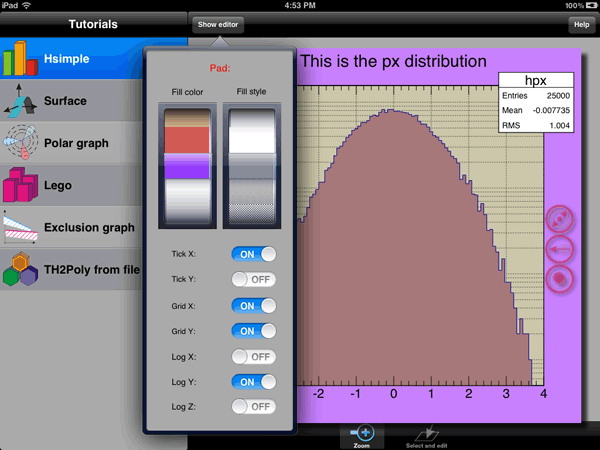 iPad 4:53 PM 100%
Tutorials Show editor Help
Hsimple
Surface
Polar graph
Lego
Exclusion graph
TH2Poly from file
Pad:
Fill color Fill style
Tick X: ON
Tick Y: OFF
Grid X: ON
Grid Y: ON
Log X: OFF
Log Y: ON
Log Z: OFF
This is the px distribution
hpx
Entries 25000
Mean -0.007735
RMS 1.004
-2 -1 0 1 2 3 4
Zoom Select and edit